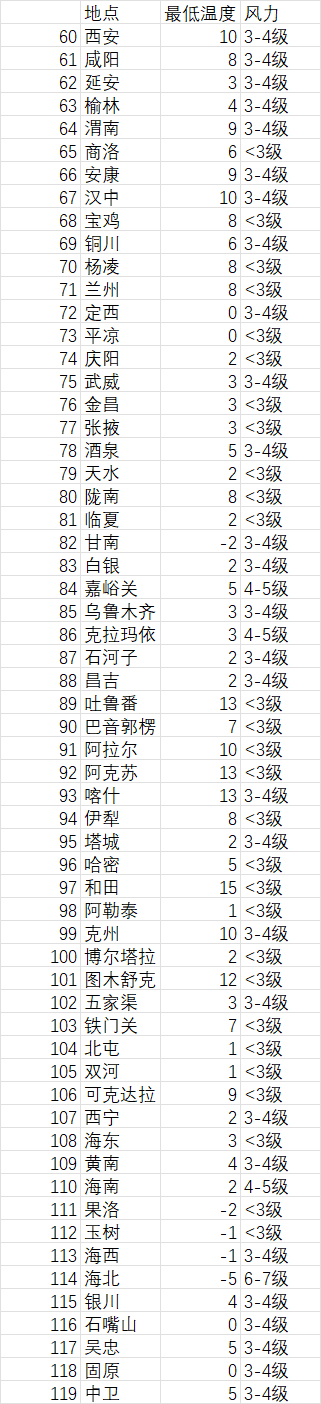 地点 最低温度 风力
60 西安 10 3-4级
61 咸阳 8 3-4级
62 延安 3 3-4级
63 榆林 4 3-4级
64 渭南 9 3-4级
65 商洛 6 <3级
66 安康 9 3-4级
67 汉中 10 3-4级
68 宝鸡 8 <3级
69 铜川 6 3-4级
70 杨凌 8 <3级
71 兰州 8 <3级
72 定西 0 3-4级
73 平凉 0 <3级
74 庆阳 2 <3级
75 武威 3 3-4级
76 金昌 3 <3级
77 张掖 3 <3级
78 酒泉 5 3-4级
79 天水 2 <3级
80 陇南 8 <3级
81 临夏 2 <3级
82 甘南 -2 3-4级
83 白银 2 3-4级
84 嘉峪关 5 4-5级
85 乌鲁木齐 3 3-4级
86 克拉玛依 3 4-5级
87 石河子 2 3-4级
88 昌吉 2 3-4级
89 吐鲁番 13 <3级
90 巴音郭楞 7 <3级
91 阿拉尔 10 <3级
92 阿克苏 13 <3级
93 喀什 13 3-4级
94 伊犁 8 <3级
95 塔城 2 3-4级
96 哈密 5 <3级
97 和田 15 <3级
98 阿勒泰 1 <3级
99 克州 10 3-4级
100 博尔塔拉 2 <3级
101 图木舒克 12 <3级
102 五家渠 3 3-4级
103 铁门关 7 <3级
104 北屯 1 <3级
105 双河 1 <3级
106 可克达拉 9 <3级
107 西宁 2 3-4级
108 海东 3 <3级
109 黄南 4 3-4级
110 海南 2 4-5级
111 果洛 -2 <3级
112 玉树 -1 <3级
113 海西 -1 3-4级
114 海北 -5 6-7级
115 银川 4 3-4级
116 石嘴山 0 3-4级
117 吴忠 5 3-4级
118 固原 0 3-4级
119 中卫 5 3-4级